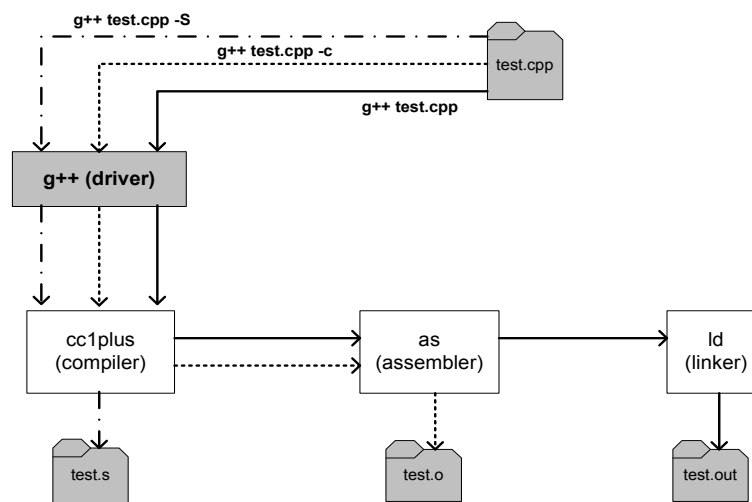 g++ test.cpp -S
g++ test.cpp -c
test.cpp
g++ test.cpp
g++ (driver)
cc1plus
(compiler)
as
(assembler)
ld
(linker)
test.s
test.o
test.out